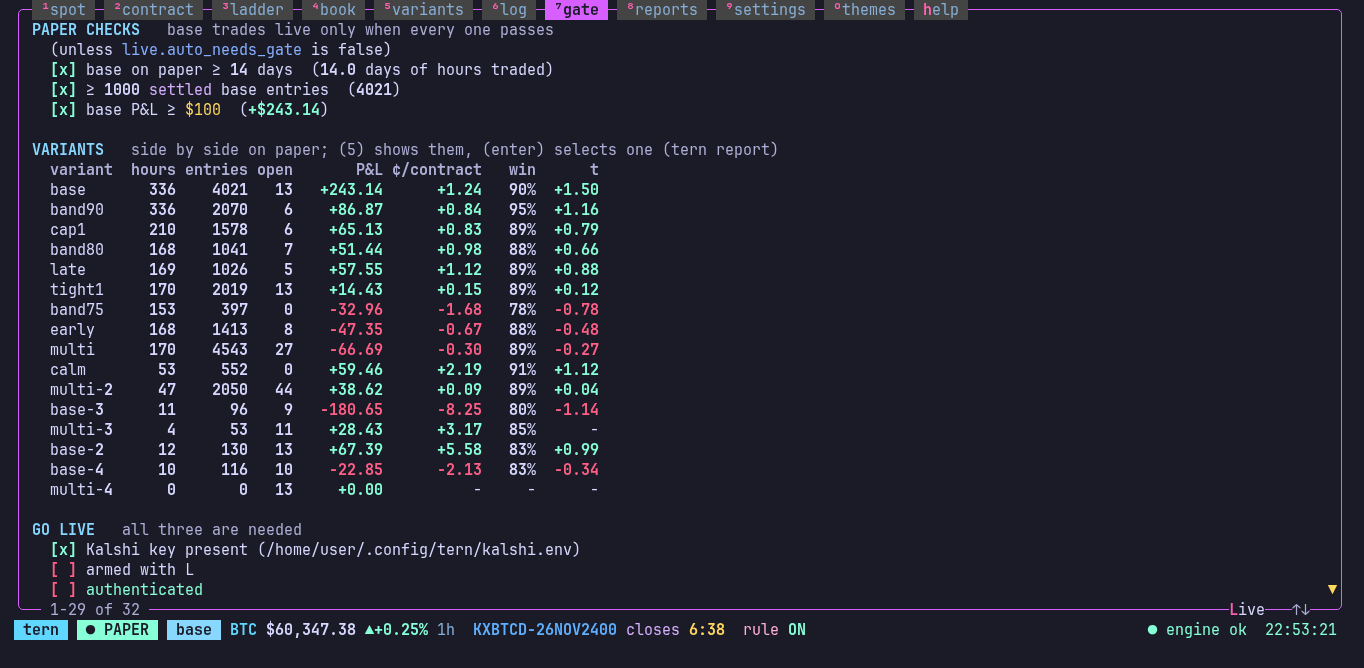 ¹spot ²contract ³ladder ⁴book ⁵variants ⁶log ⁷gate ⁸reports ⁹settings ⁰themes help
PAPER CHECKS base trades live only when every one passes
(unless live.auto_needs_gate is false)
[x] base on paper ≥ 14 days (14.0 days of hours traded)
[x] ≥ 1000 settled base entries (4021)
[x] base P&L ≥ $100 (+$243.14)
VARIANTS side by side on paper; (5) shows them, (enter) selects one (tern report)
variant hours entries open P&L ¢/contract win t
base 336 4021 13 +243.14 +1.24 90% +1.50
band90 336 2070 6 +86.87 +0.84 95% +1.16
cap1 210 1578 6 +65.13 +0.83 89% +0.79
band80 168 1041 7 +51.44 +0.98 88% +0.66
late 169 1026 5 +57.55 +1.12 89% +0.88
tight1 170 2019 13 +14.43 +0.15 89% +0.12
band75 153 397 0 -32.96 -1.68 78% -0.78
early 168 1413 8 -47.35 -0.67 88% -0.48
multi 170 4543 27 -66.69 -0.30 89% -0.27
calm 53 552 0 +59.46 +2.19 91% +1.12
multi-2 47 2050 44 +38.62 +0.09 89% +0.04
base-3 11 96 9 -180.65 -8.25 80% -1.14
multi-3 4 53 11 +28.43 +3.17 85% -
base-2 12 130 13 +67.39 +5.58 83% +0.99
base-4 10 116 10 -22.85 -2.13 83% -0.34
multi-4 0 0 13 +0.00 - - -
GO LIVE all three are needed
[x] Kalshi key present (/home/user/.config/tern/kalshi.env)
[ ] armed with L
[ ] authenticated
▼
1-29 of 32 Live ↑↓
tern ● PAPER base BTC $60,347.38 ▲+0.25% 1h KXBTCD-26NOV2400 closes 6:38 rule ON ● engine ok 22:53:21